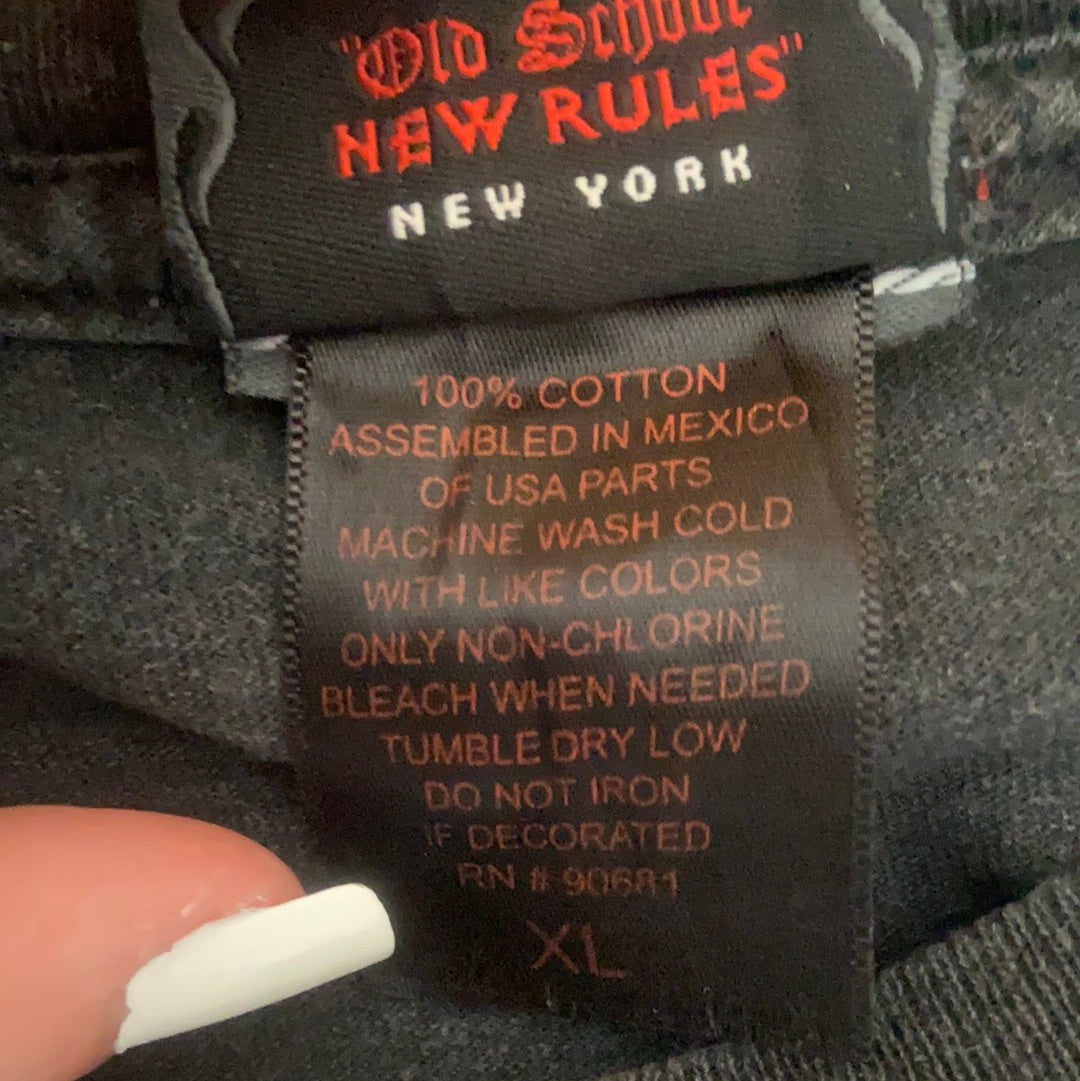 "Old School
NEW RULES"
NEW YORK
100% COTTON
ASSEMBLED IN MEXICO
OF USA PARTS
MACHINE WASH COLD
WITH LIKE COLORS
ONLY NON-CHLORINE
BLEACH WHEN NEEDED
TUMBLE DRY LOW
DO NOT IRON
IF DECORATED
RN # 90681
XL